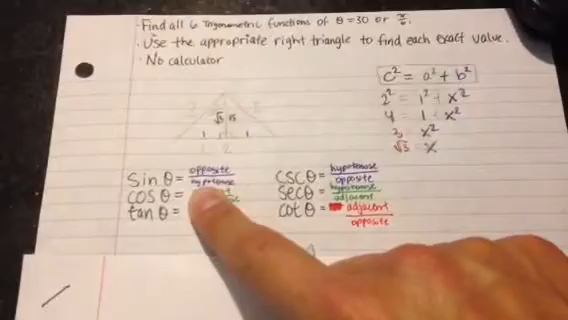 · Find all 6 Trigonometric functions of θ=30 or π/6.
· Use the appropriate right triangle to find each exact value.
· No calculator
c² = a² + b²
2² = 1² + x²
4 = 1 + x²
3 = x²
√3 = x
√3
1 1
2
sin θ = opposite/hypotenuse
cos θ =
tan θ =
csc θ = hypotenuse/opposite
sec θ = hypotenuse/adjacent
cot θ = adjacent/opposite